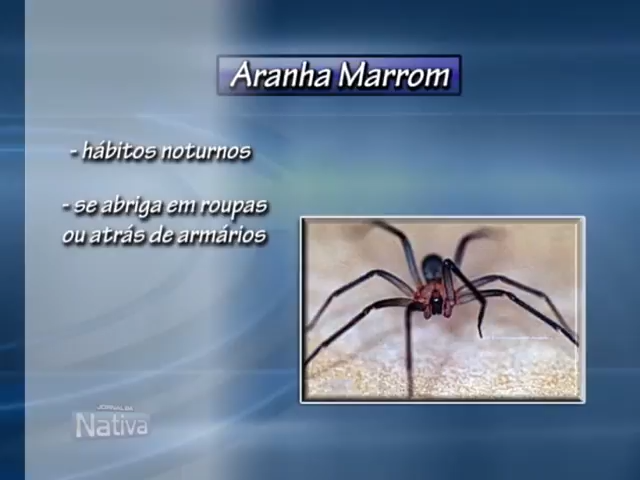 Aranha Marrom
- hábitos noturnos
- se abriga em roupas
ou atrás de armários
JORNAL DA
Nativa